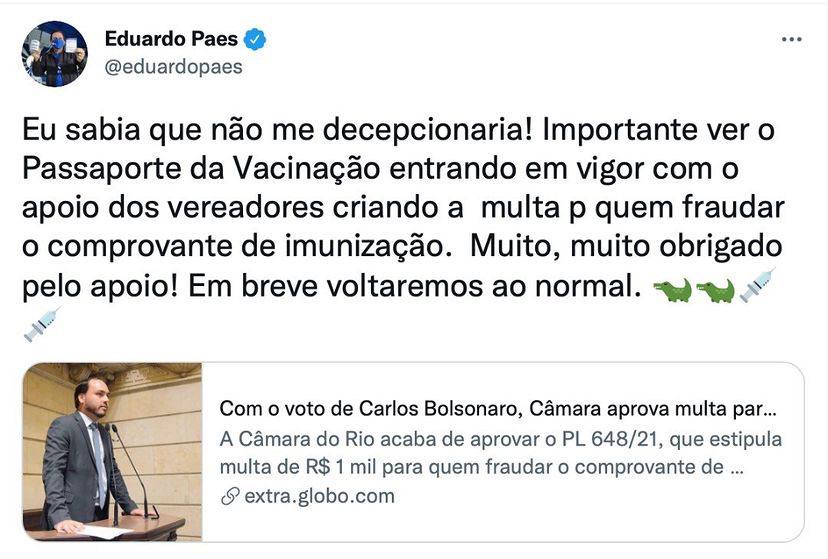 Eduardo Paes
@eduardopaes
Eu sabia que não me decepcionaria! Importante ver o
Passaporte da Vacinação entrando em vigor com o
apoio dos vereadores criando a  multa p quem fraudar
o comprovante de imunização.  Muito, muito obrigado
pelo apoio! Em breve voltaremos ao normal. 🐊🐊💉
💉
Com o voto de Carlos Bolsonaro, Câmara aprova multa par...
A Câmara do Rio acaba de aprovar o PL 648/21, que estipula
multa de R$ 1 mil para quem fraudar o comprovante de ...
extra.globo.com